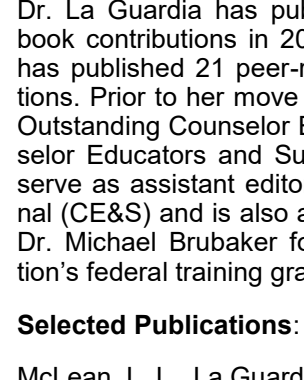 Dr. La Guardia has pub
book contributions in 20
has published 21 peer-r
tions. Prior to her move
Outstanding Counselor E
selor Educators and Su
serve as assistant edito
nal (CE&S) and is also a
Dr. Michael Brubaker fo
tion's federal training gra
Selected Publications:
McLean, L. L., La Guard